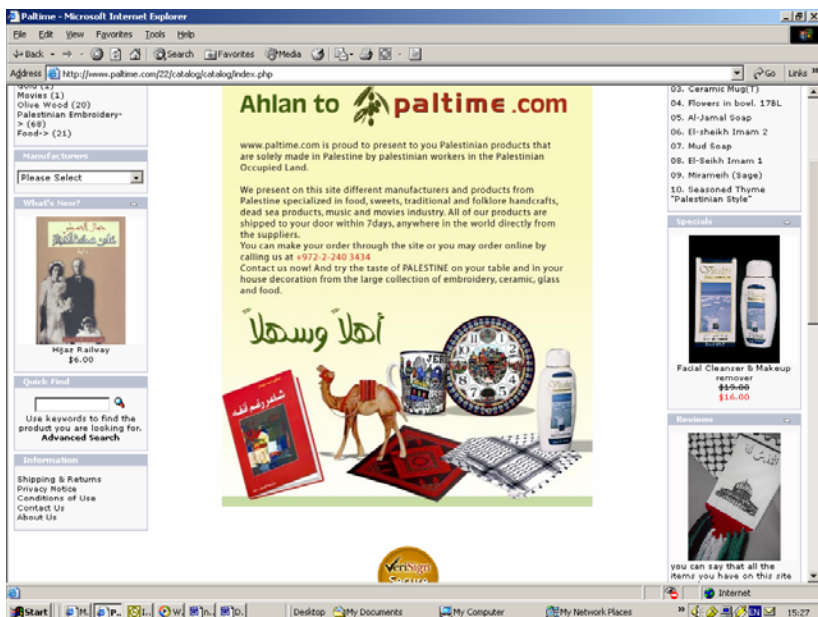 Paltime - Microsoft Internet Explorer
File Edit View Favorites Tools Help
Back Search Favorites Media
Address http://www.paltime.com/22/catalog/catalog/index.php Go Links »
Gold (1)
Movies (1)
Olive Wood (20)
Palestinian Embroidery-
> (68)
Food-> (21)
Manufacturers
Please Select
What's New?
Hijaz Railway
$6.00
Quick Find
Use keywords to find the
product you are looking for.
Advanced Search
Information
Shipping & Returns
Privacy Notice
Conditions of Use
Contact Us
About Us
Ahlan to paltime.com
www.paltime.com is proud to present to you Palestinian products that
are solely made in Palestine by palestinian workers in the Palestinian
Occupied Land.
We present on this site different manufacturers and products from
Palestine specialized in food, sweets, traditional and folklore handcrafts,
dead sea products, music and movies industry. All of our products are
shipped to your door within 7days, anywhere in the world directly from
the suppliers.
You can make your order through the site or you may order online by
calling us at +972-2-240 3434
Contact us now! And try the taste of PALESTINE on your table and in your
house decoration from the large collection of embroidery, ceramic, glass
and food.
أهلاً وسهلاً
شاعر رغم أنفه
JER
VeriSign
Secure
03. Ceramic Mug(T)
04. Flowers in bowl. 17BL
05. Al-Jamal Soap
06. El-sheikh Imam 2
07. Mud Soap
08. El-Seikh Imam 1
09. Mirameih (Sage)
10. Seasoned Thyme
"Palestinian Style"
Specials
Facial Cleanser & Makeup
remover
$19.00
$16.00
Reviews
you can say that all the
items you have on this site
Internet
Start M. P.. I... W. n... D. Desktop My Documents My Computer My Network Places » EN 15:27